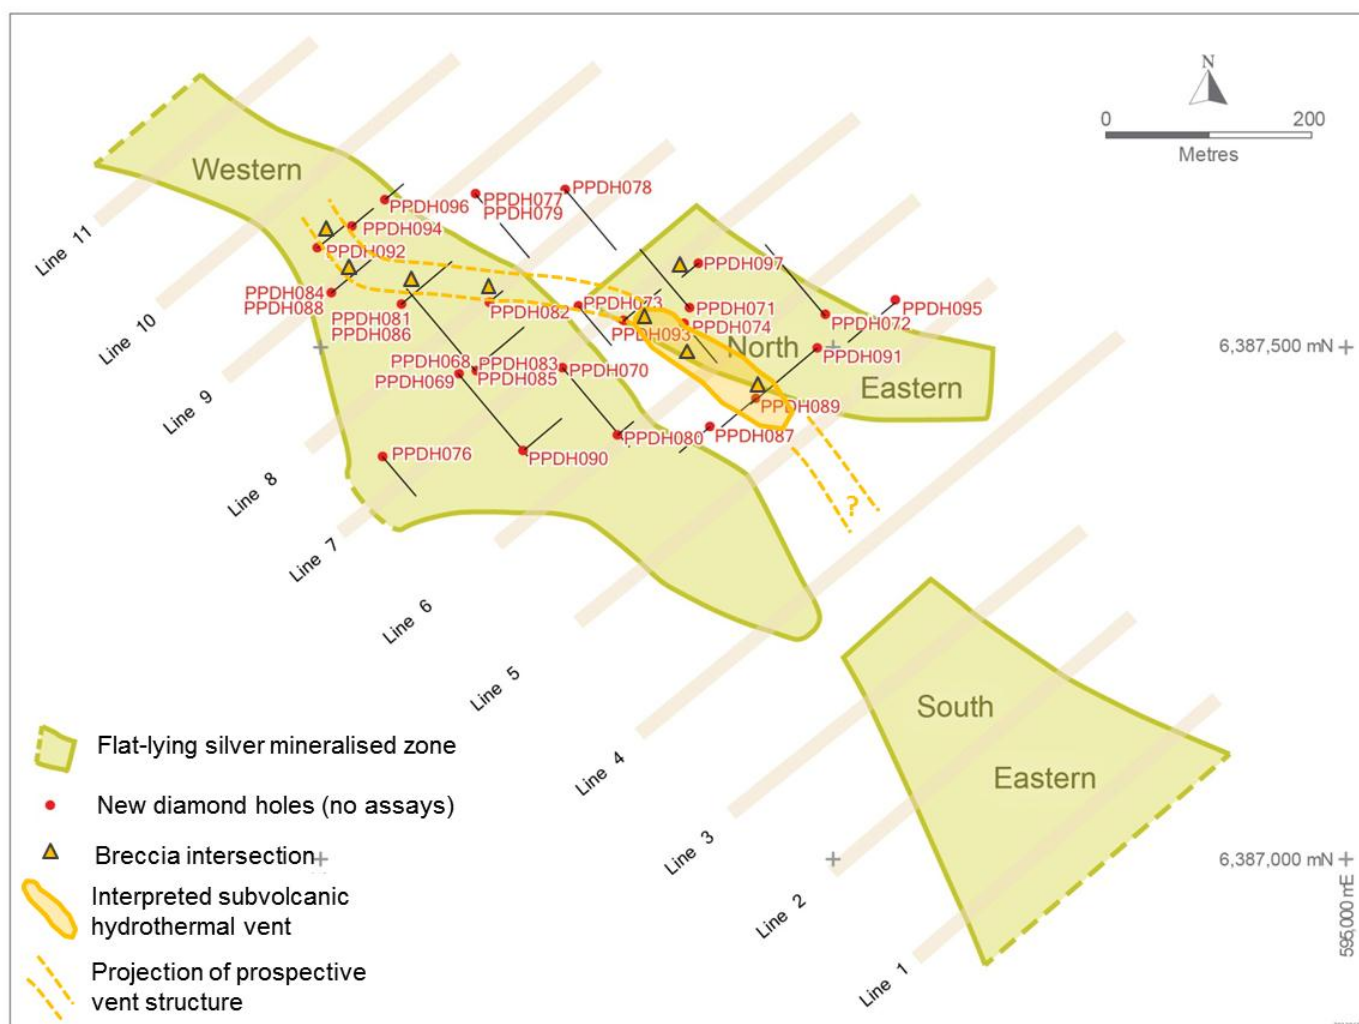 N
0 200
Metres
Western
PPDH096
PPDH077
PPDH079
PPDH078
PPDH094
PPDH092
PPDH097
PPDH084
PPDH088
PPDH081
PPDH086
PPDH082
PPDH073
PPDH071
PPDH074
PPDH093
PPDH072
PPDH095
North
Eastern
6,387,500 mN
PPDH091
PPDH068
PPDH069
PPDH083
PPDH085
PPDH070
PPDH089
PPDH087
PPDH080
PPDH090
PPDH076
?
Line 11
Line 10
Line 9
Line 8
Line 7
Line 6
Line 5
Line 4
Line 3
Line 2
Line 1
South
Eastern
6,387,000 mN
595,000 mE
Flat-lying silver mineralised zone
New diamond holes (no assays)
Breccia intersection
Interpreted subvolcanic
hydrothermal vent
Projection of prospective
vent structure